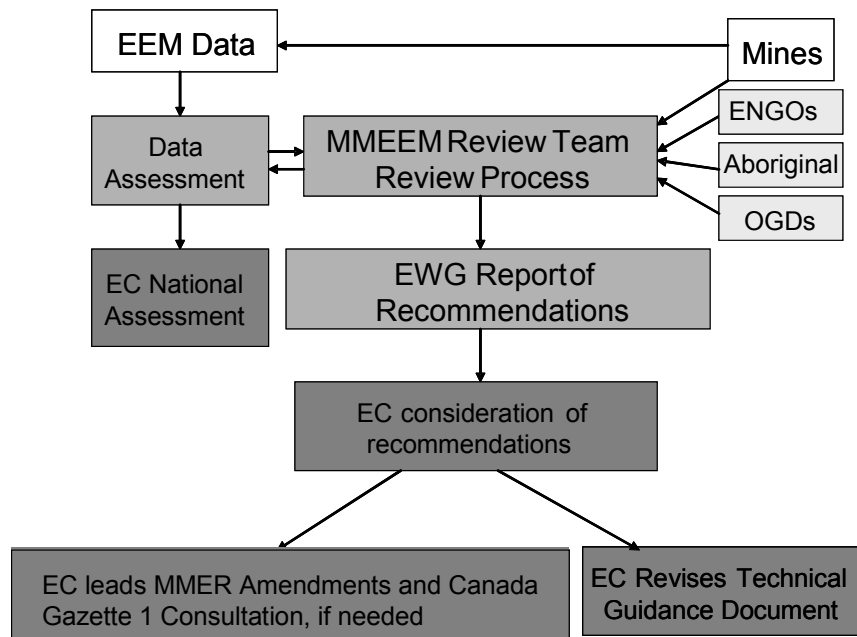 EEM Data
Mines
ENGOs
Aboriginal
OGDs
Data
Assessment
MMEEM Review Team
Review Process
EC National
Assessment
EWG Report of
Recommendations
EC consideration of
recommendations
EC leads MMER Amendments and Canada
Gazette 1 Consultation, if needed
EC Revises Technical
Guidance Document